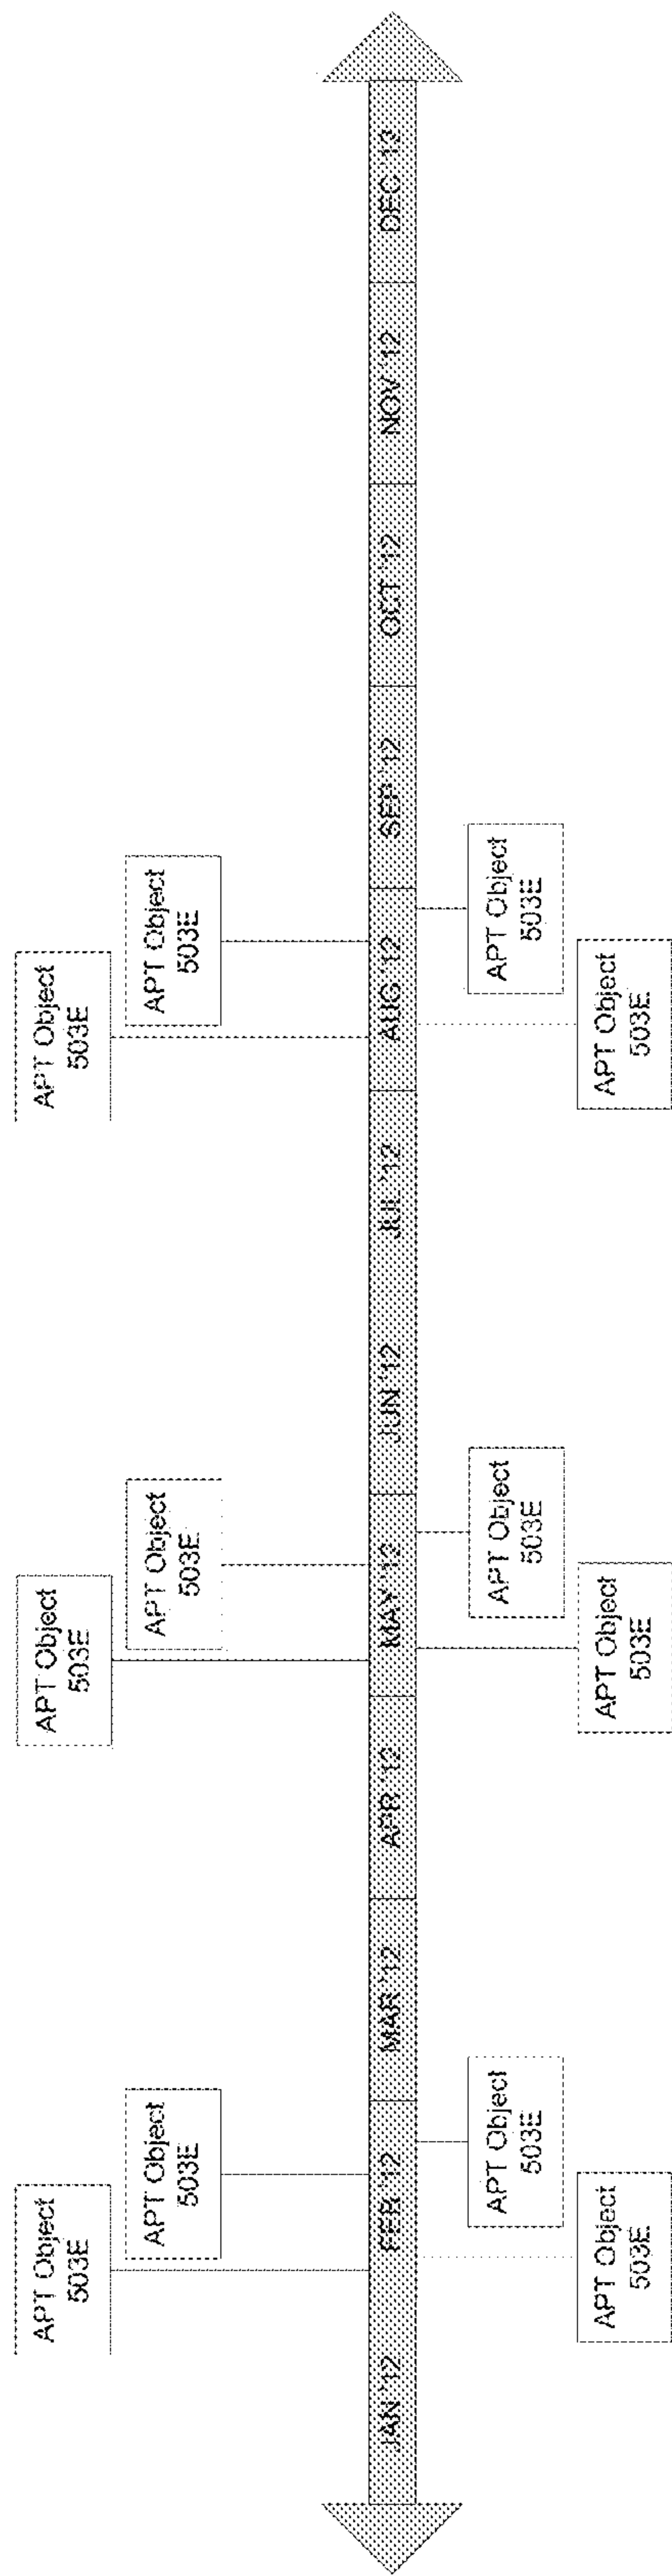 APT Object
503E
APT Object
503E
APT Object
503E
APT Object
503E
APT Object
503E
APT Object
503E
JAN '12
FEB '12
MAR '12
APR '12
MAY '12
JUN '12
JUL '12
AUG '12
SEP '12
OCT '12
NOV '12
DEC
APT Object
503E
APT Object
503E
APT Object
503E
APT Object
503E
APT Object
503E
APT Object
503E